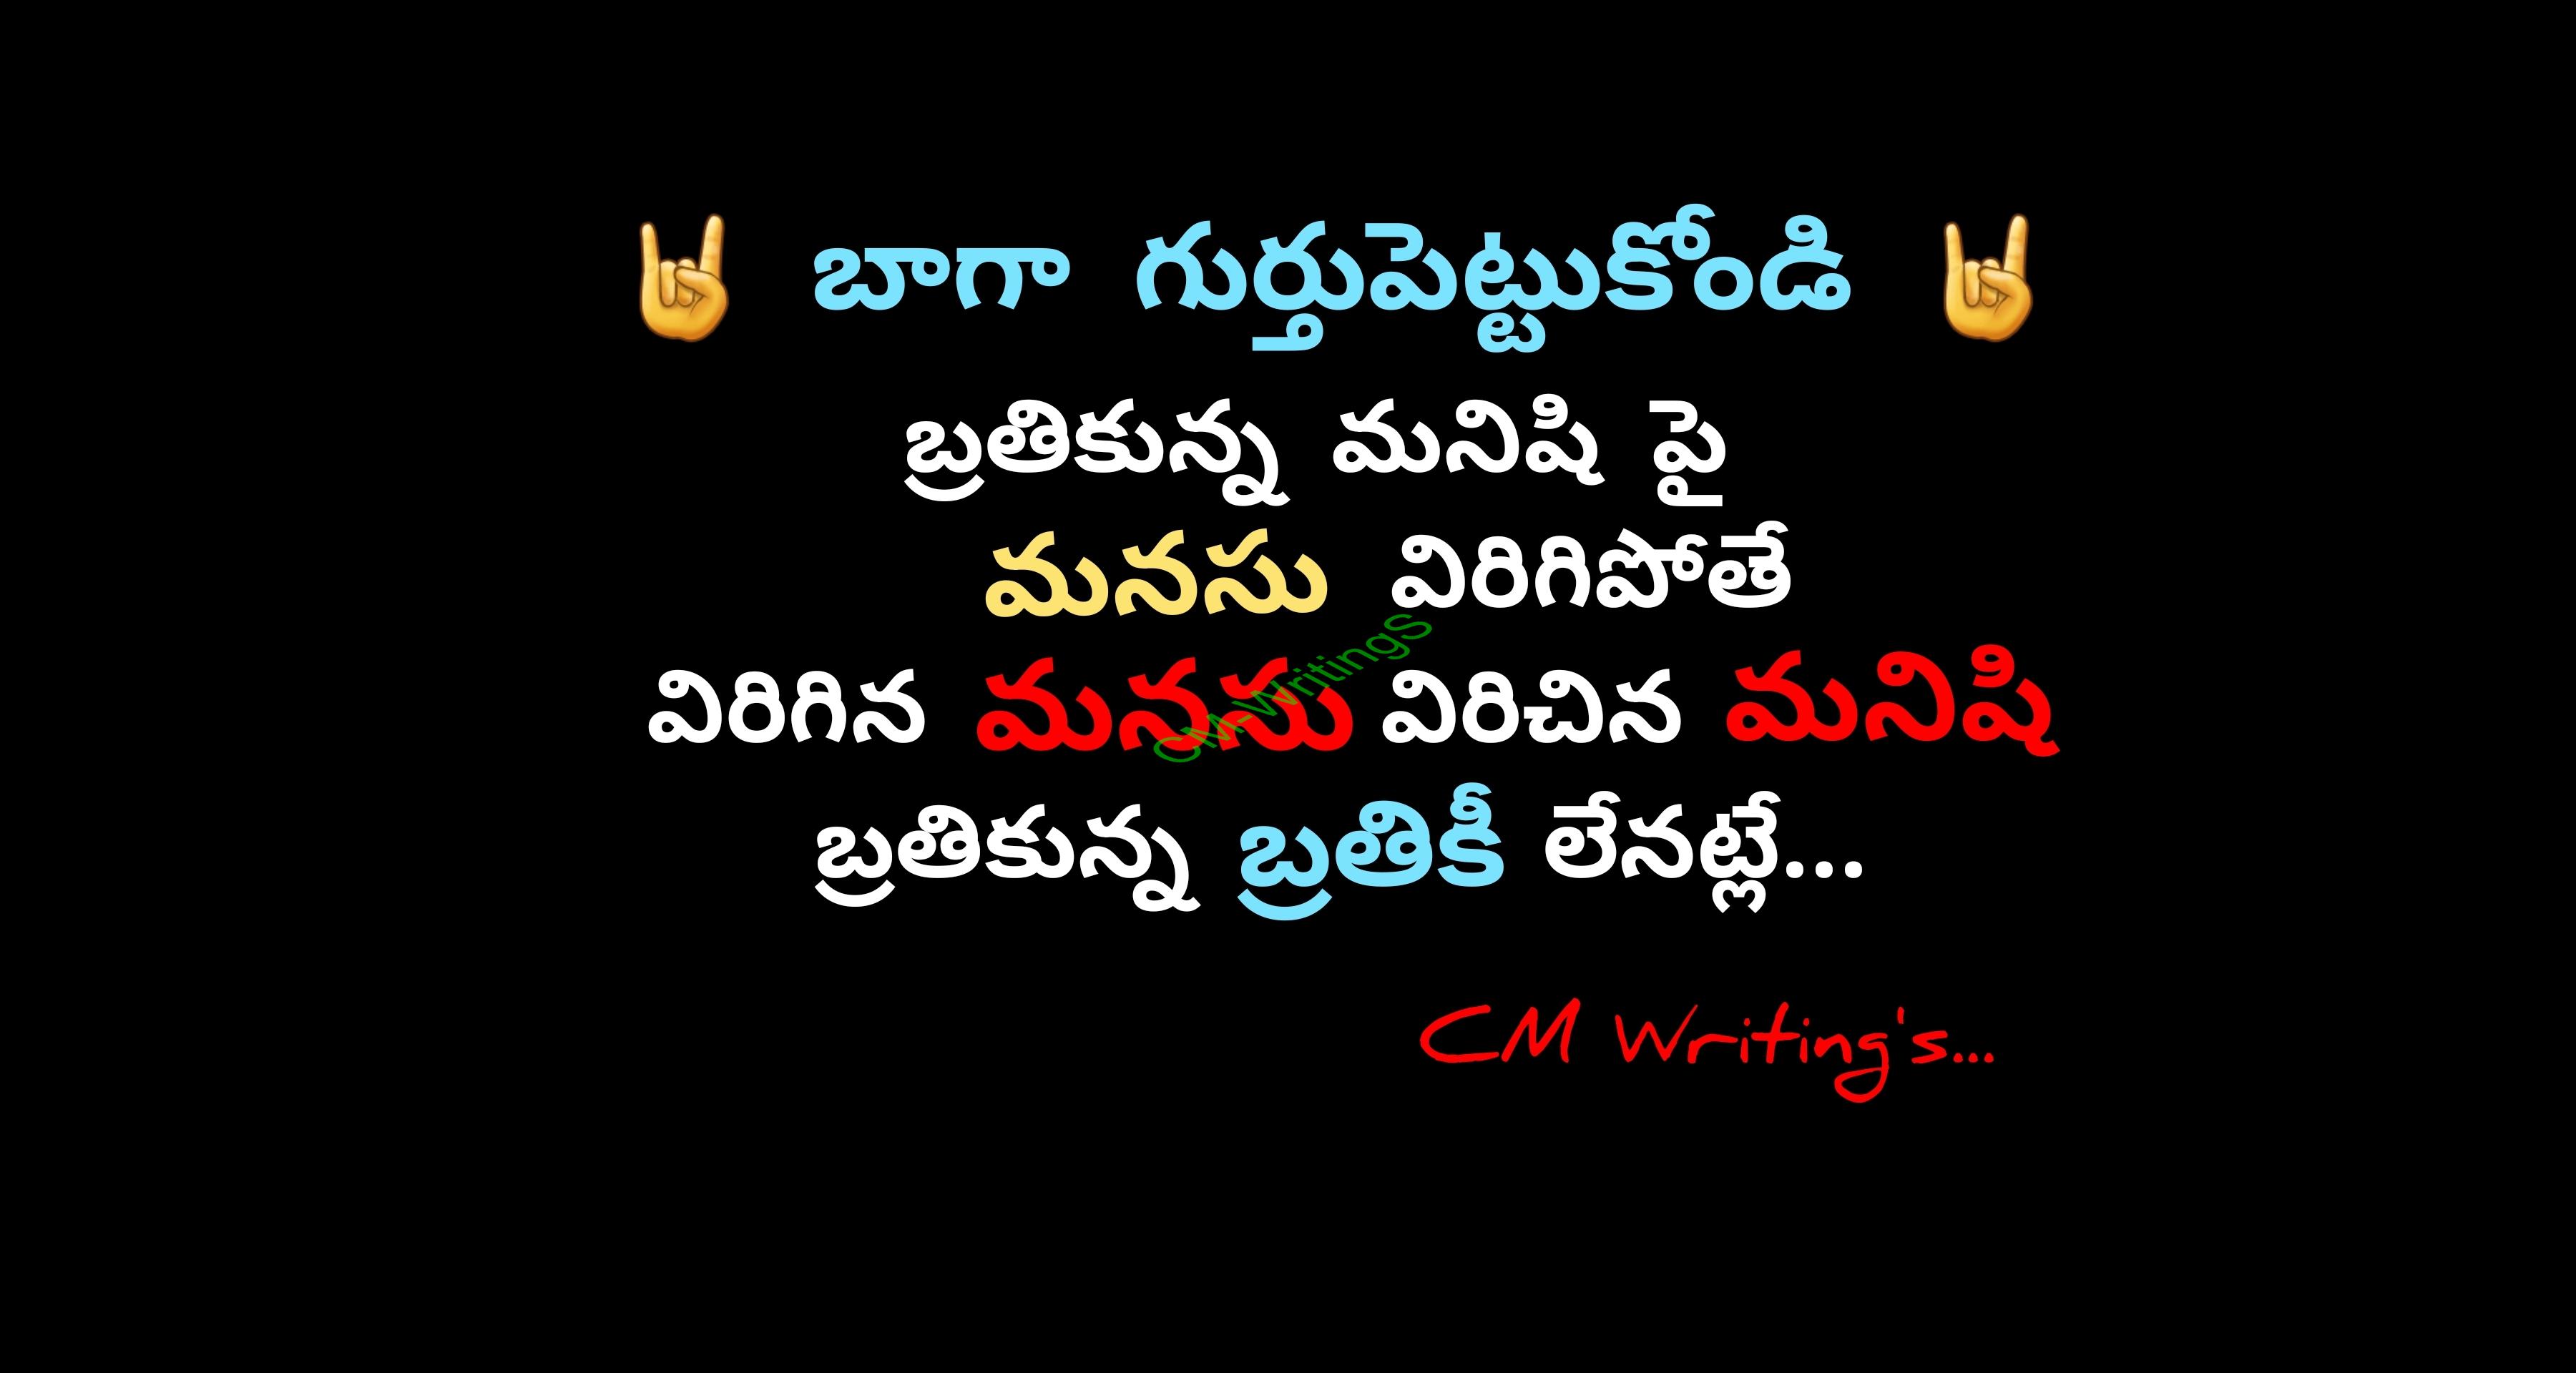 🤘 బాగా గుర్తుపెట్టుకోండి 🤘
బ్రతికున్న మనిషి పై
మనసు విరిగిపోతే
CM-WritingS
విరిగిన మనసు విరిచిన మనిషి
బ్రతికున్న బ్రతికీ లేనట్లే...
CM Writing's...